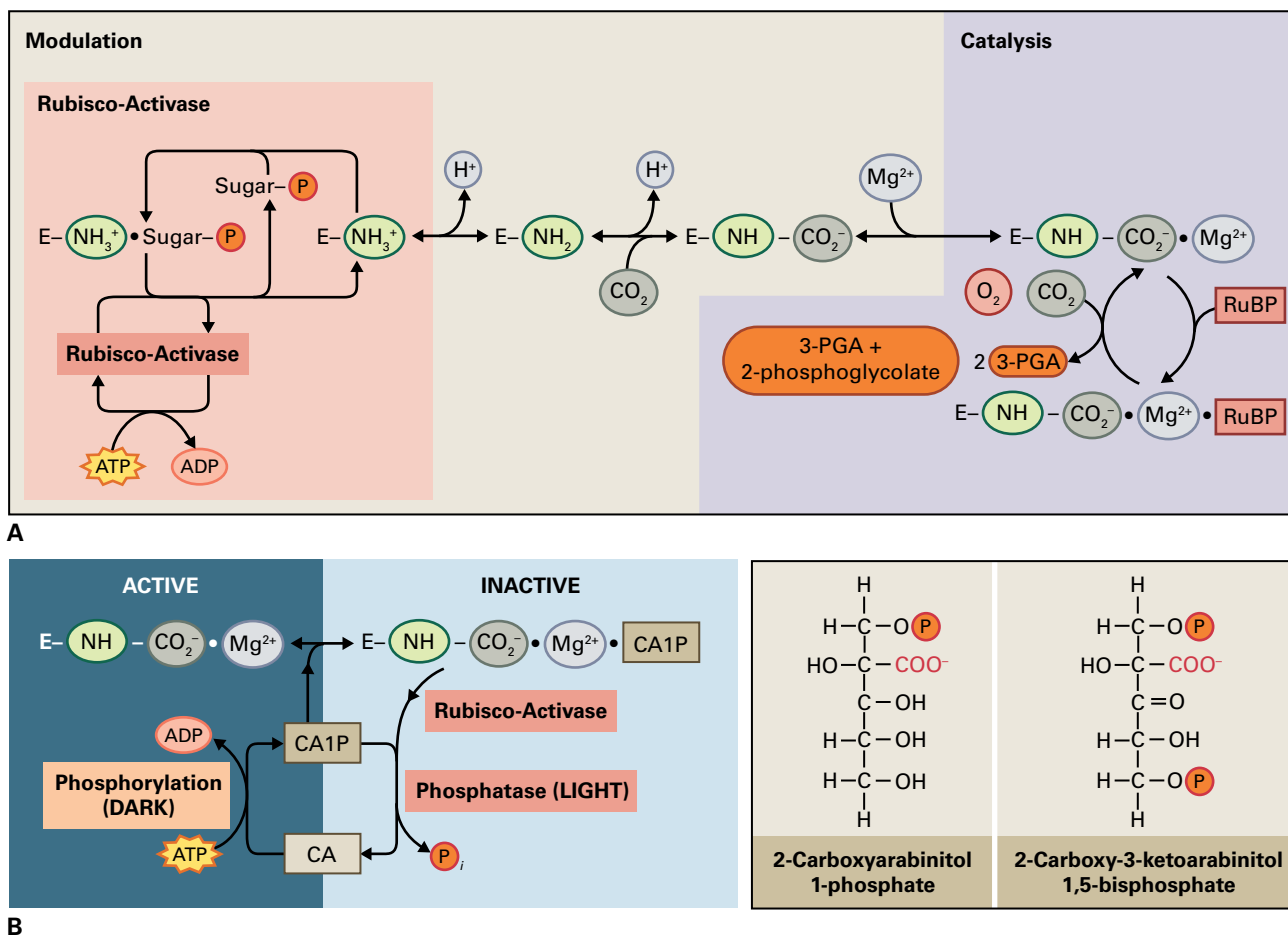 Modulation
Catalysis
Rubisco-Activase
Sugar–P
E–NH₃⁺•Sugar–P
E–NH₃⁺
H⁺
E–NH₂
H⁺
CO₂
E–NH–CO₂⁻
Mg²⁺
E–NH–CO₂⁻•Mg²⁺
Rubisco-Activase
ATP
ADP
O₂
CO₂
RuBP
3-PGA +
2-phosphoglycolate
2 3-PGA
E–NH–CO₂⁻•Mg²⁺•RuBP
A
ACTIVE
INACTIVE
E–NH–CO₂⁻•Mg²⁺
E–NH–CO₂⁻•Mg²⁺•CA1P
Rubisco-Activase
ADP
CA1P
Phosphorylation
(DARK)
Phosphatase (LIGHT)
ATP
CA
P i
B
H
H–C–OP
HO–C–COO⁻
C–OH
H–C–OH
H–C–OH
H
2-Carboxyarabinitol
1-phosphate
H
H–C–OP
HO–C–COO⁻
C=O
H–C–OH
H–C–OP
H
2-Carboxy-3-ketoarabinitol
1,5-bisphosphate